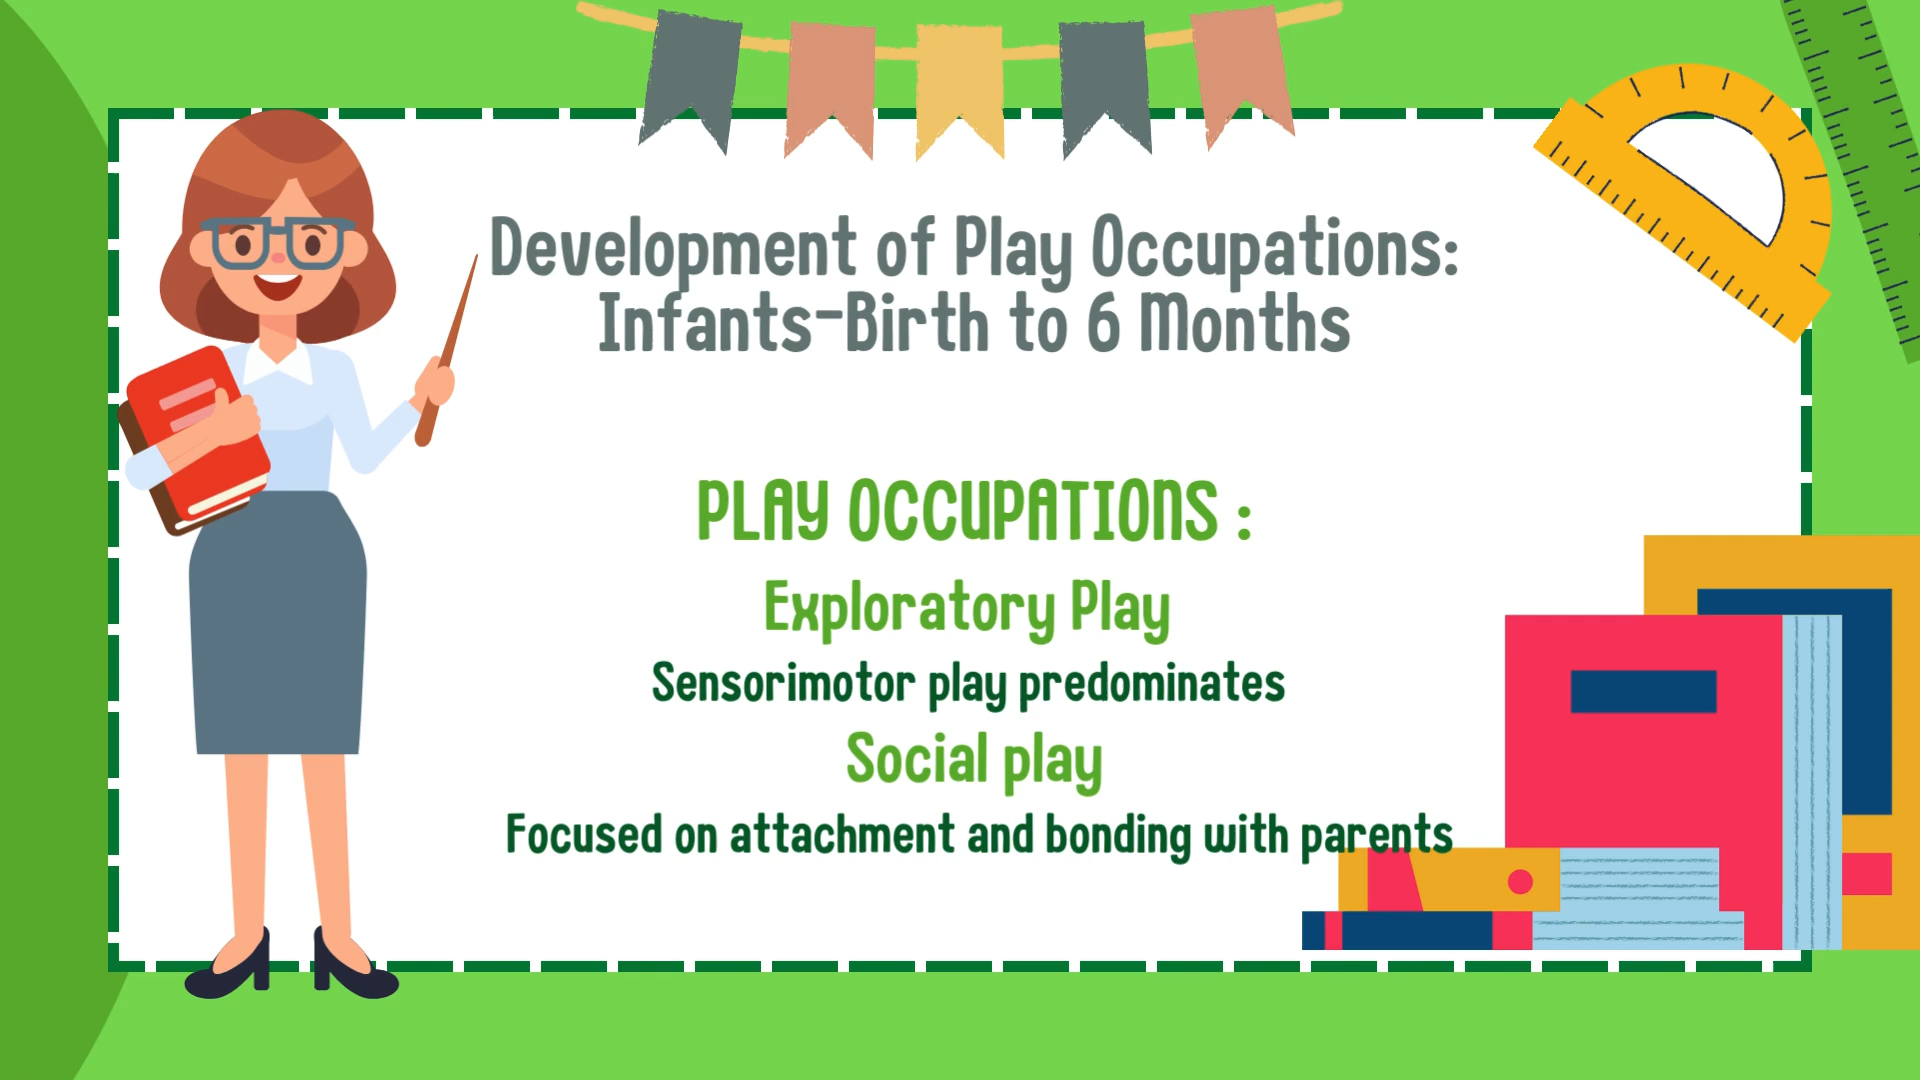 Development of Play Occupations:
Infants-Birth to 6 Months
PLAY OCCUPATIONS :
Exploratory Play
Sensorimotor play predominates
Social play
Focused on attachment and bonding with parents